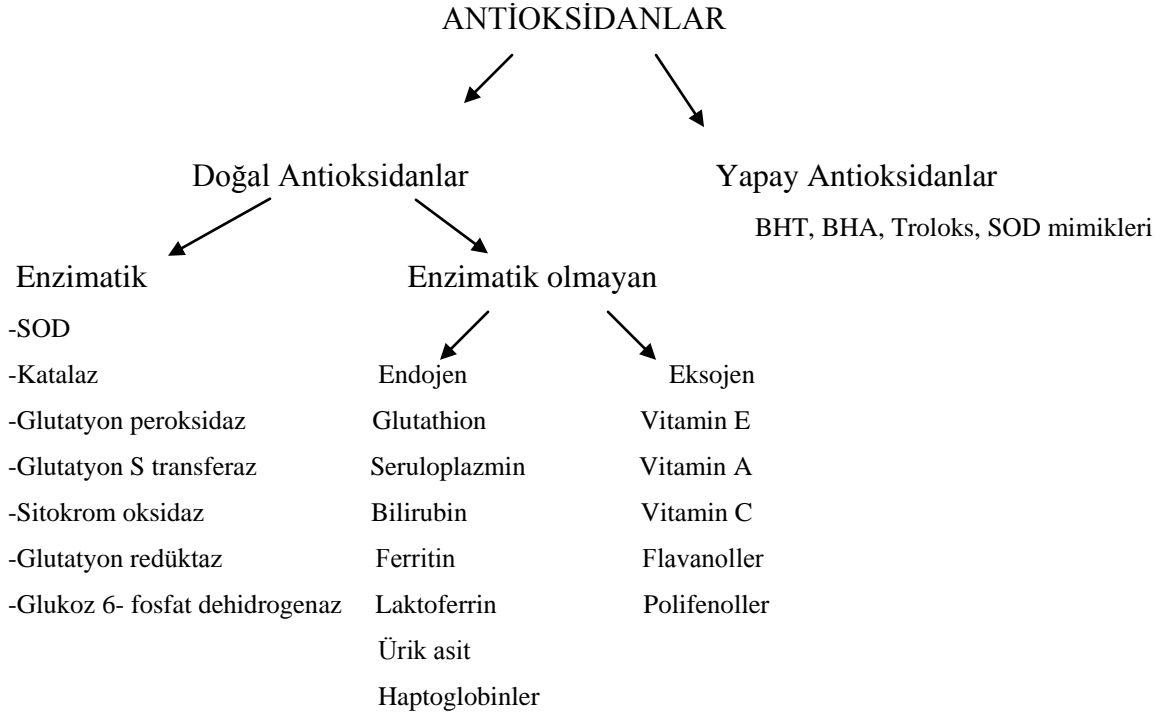 ANTİOKSİDANLAR
Doğal Antioksidanlar
Yapay Antioksidanlar
BHT, BHA, Troloks, SOD mimikleri
Enzimatik
-SOD
-Katalaz
-Glutatyon peroksidaz
-Glutatyon S transferaz
-Sitokrom oksidaz
-Glutatyon redüktaz
-Glukoz 6- fosfat dehidrogenaz
Enzimatik olmayan
Endojen
Glutathion
Seruloplazmin
Bilirubin
Ferritin
Laktoferrin
Ürik asit
Haptoglobinler
Eksojen
Vitamin E
Vitamin A
Vitamin C
Flavanoller
Polifenoller